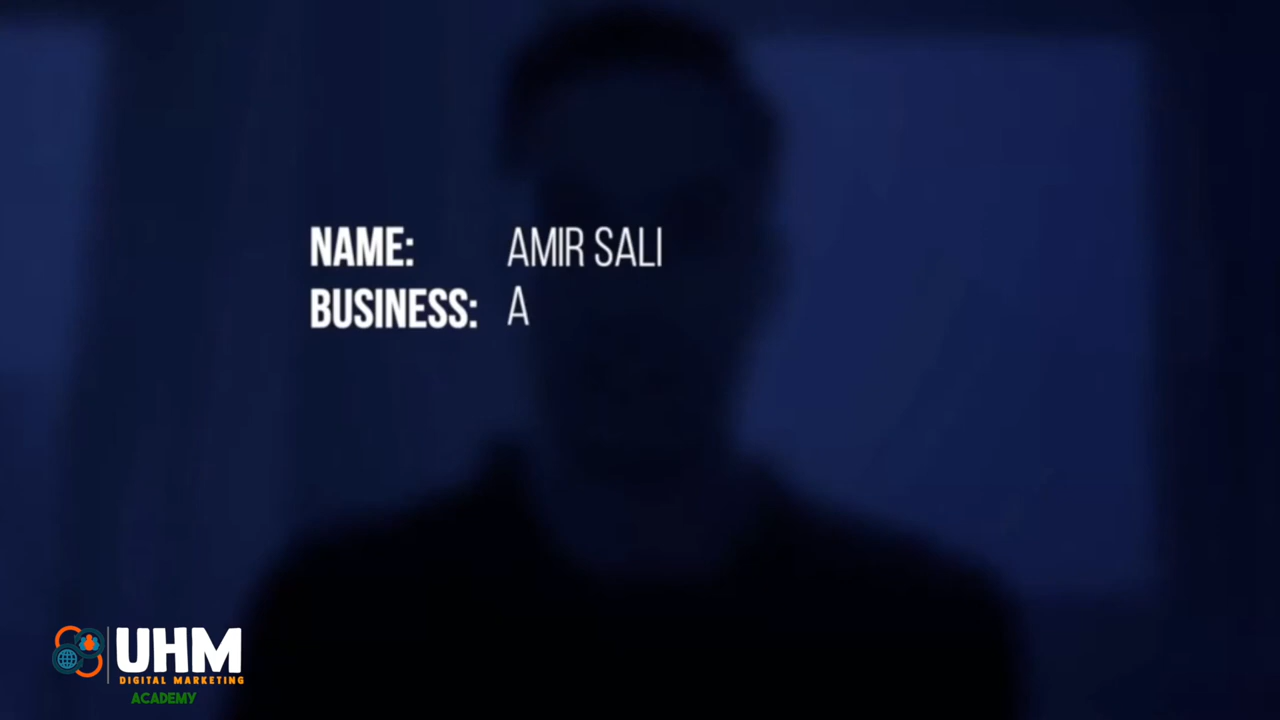 NAME: AMIR SALI
BUSINESS: A
UHM
DIGITAL MARKETING
ACADEMY